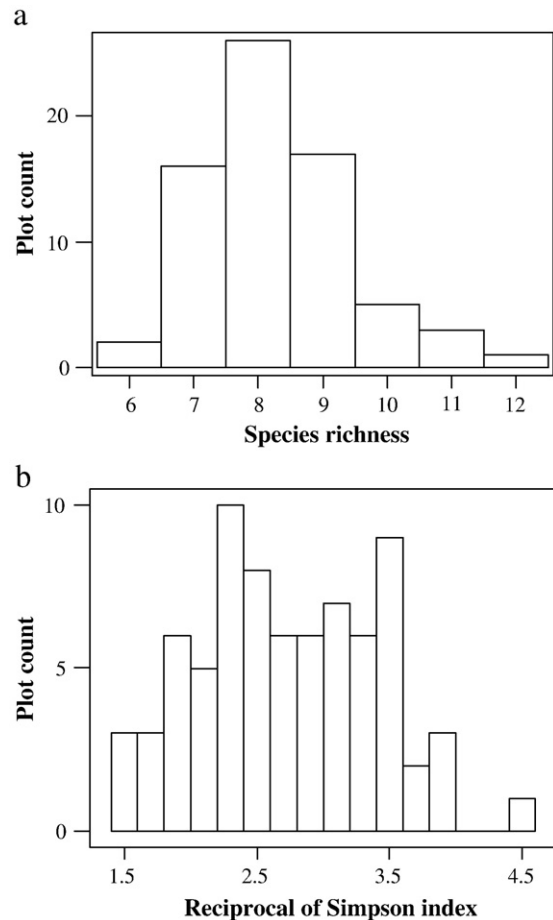 a
20
10
0
Plot count
6 7 8 9 10 11 12
Species richness
b
10
5
0
Plot count
1.5 2.5 3.5 4.5
Reciprocal of Simpson index